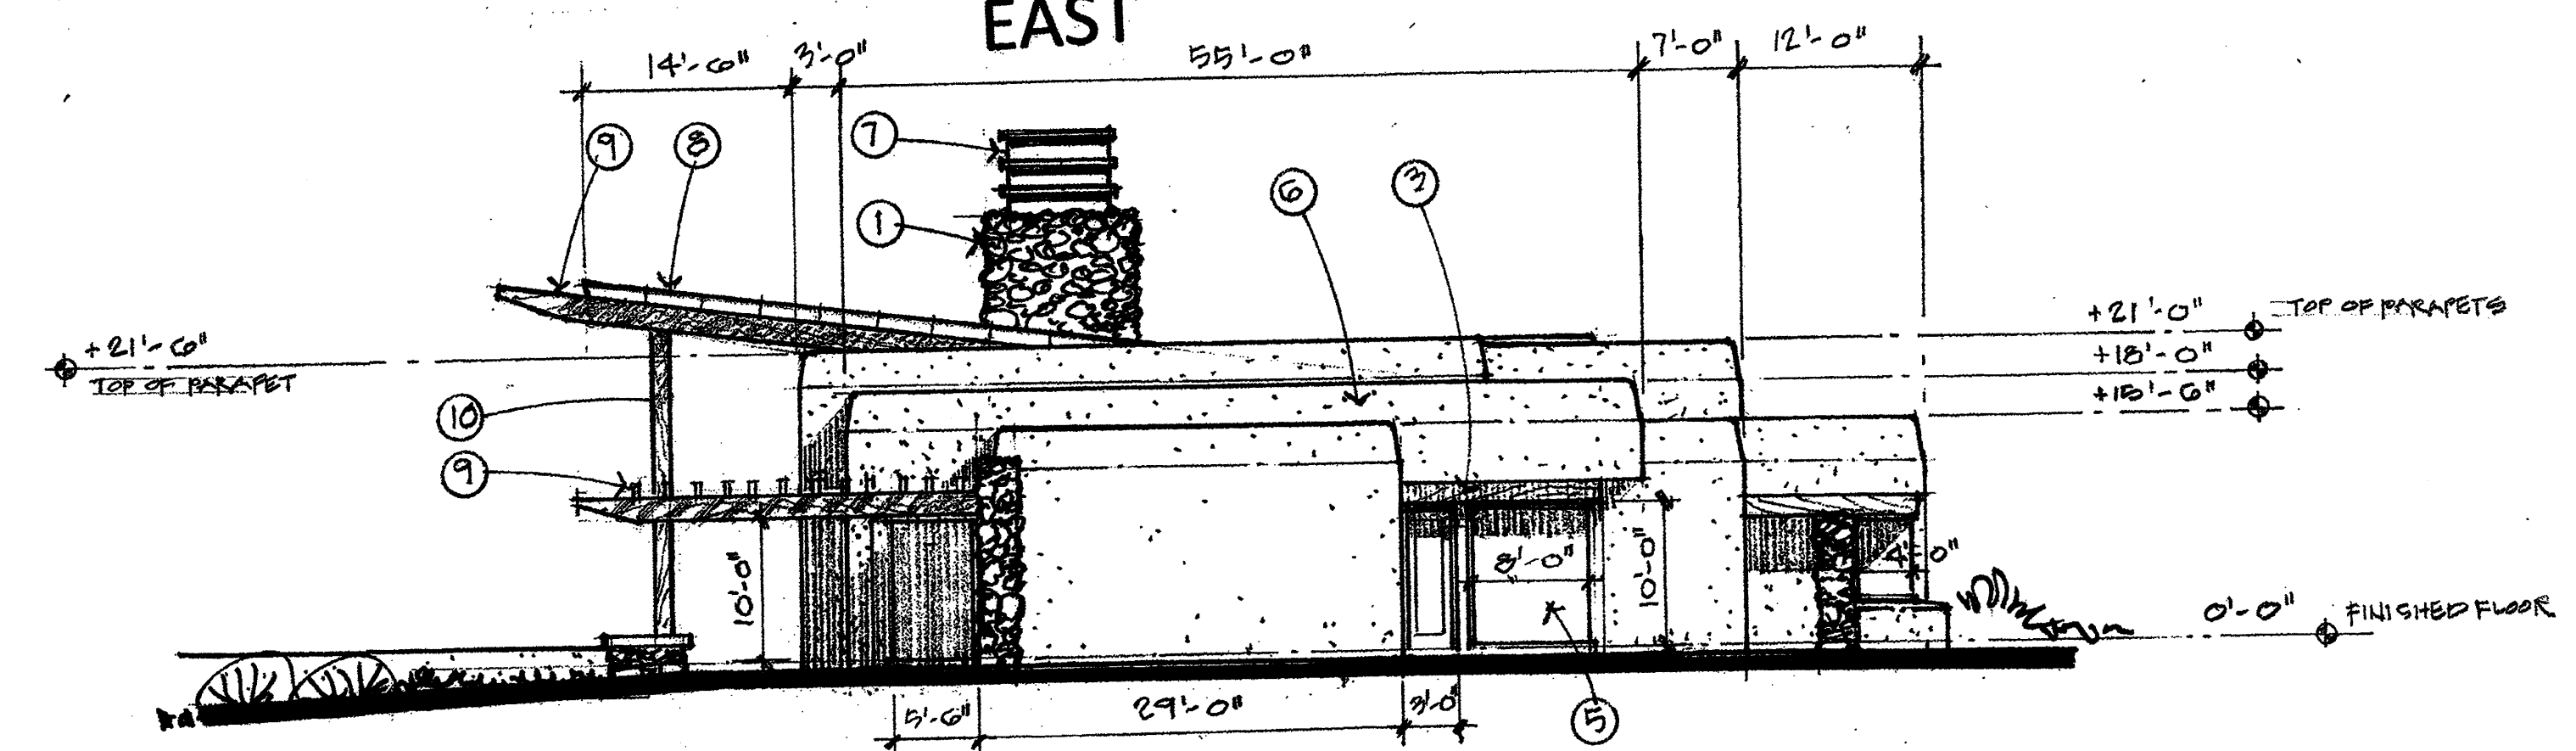 EAST
14'-6" 3'-0" 55'-0" 7'-0" 12'-0"
9 8 7 6 3
1
+21'-0" TOP OF PARAPETS
+21'-6" +18'-0"
TOP OF PARAPET +15'-6"
10
9
10'-0" 8'-0" 10'-0" 4'-0"
0'-0" FINISHED FLOOR
5'-6" 29'-0" 3'-0" 5